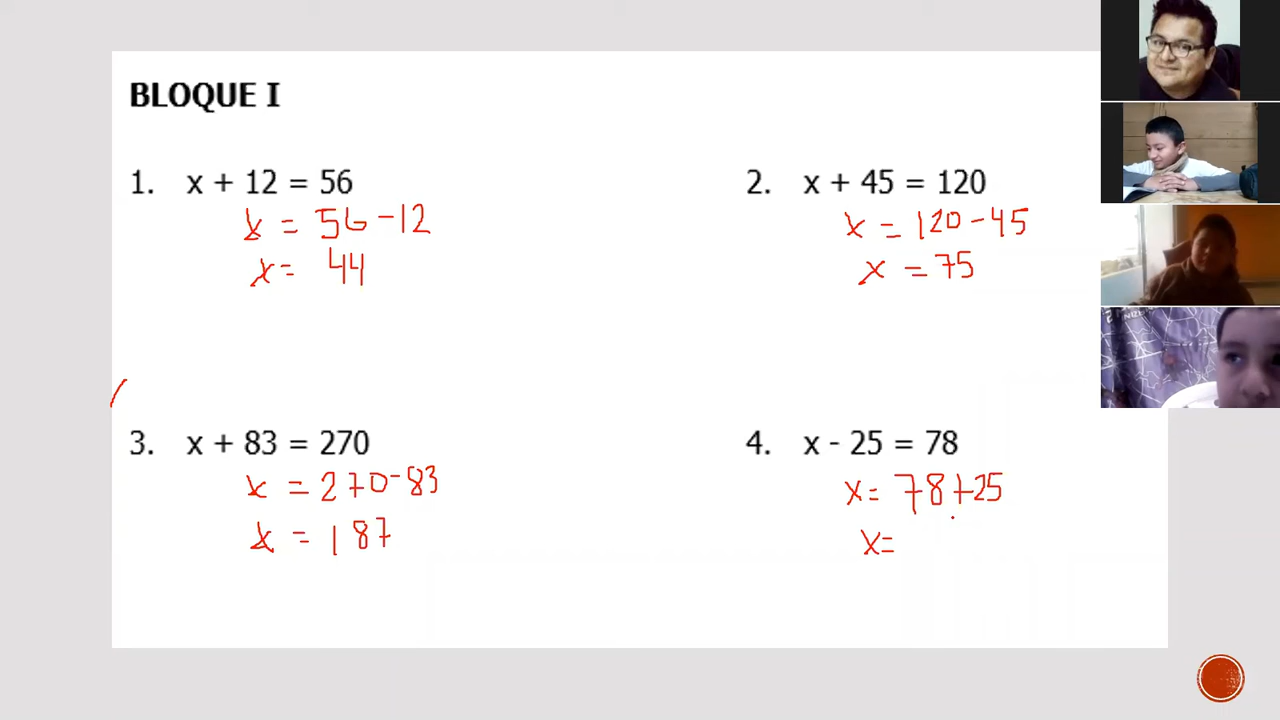 BLOQUE I
1. x + 12 = 56
x = 56 - 12
x = 44
2. x + 45 = 120
x = 120 - 45
x = 75
3. x + 83 = 270
x = 270 - 83
x = 187
4. x - 25 = 78
x = 78 + 25
x =